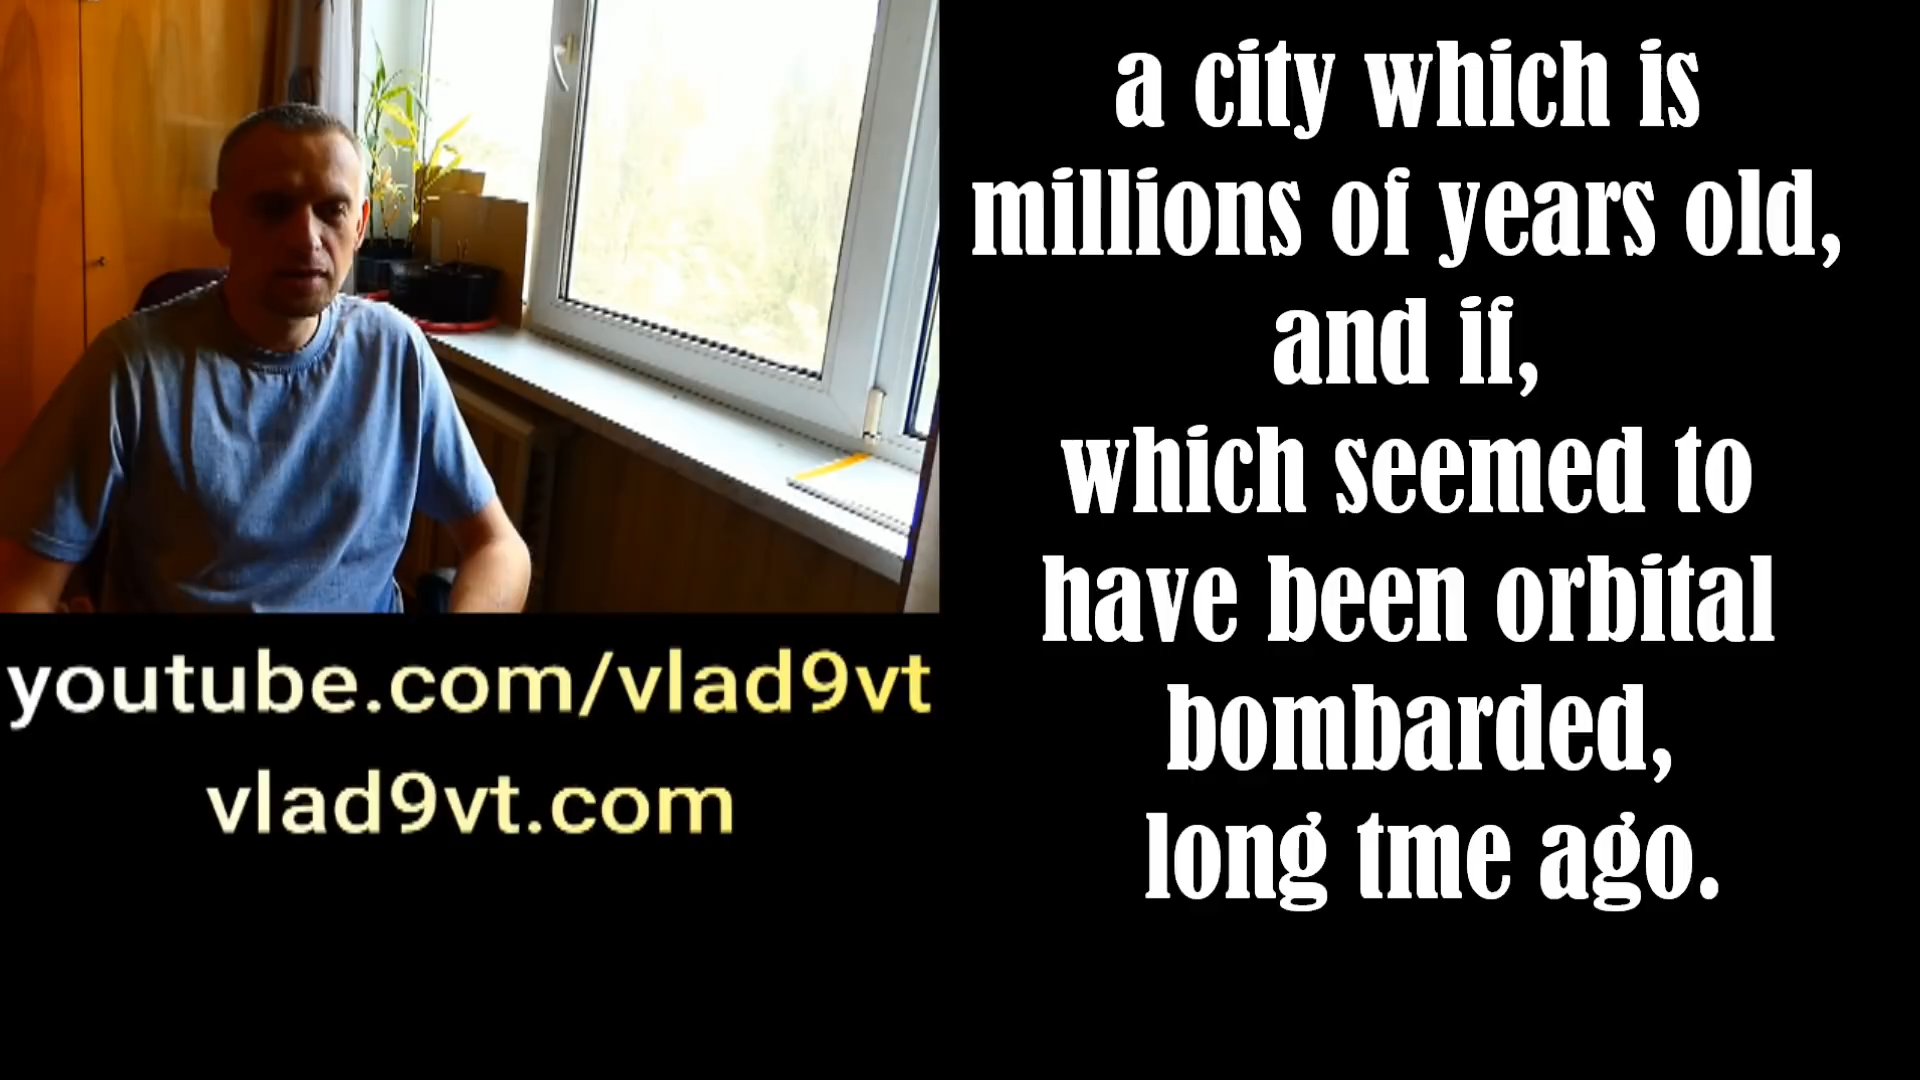 a city which is
millions of years old,
and if,
which seemed to
have been orbital
bombarded,
long tme ago.
youtube.com/vlad9vt
vlad9vt.com